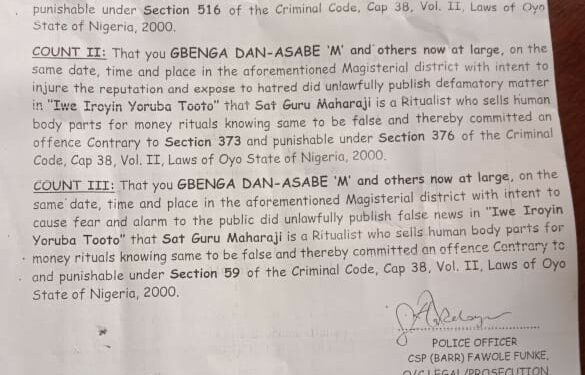 punishable under Section 516 of the Criminal Code, Cap 38, Vol. II, Laws of Oyo
State of Nigeria, 2000.
COUNT II: That you GBENGA DAN-ASABE 'M' and others now at large, on the
same date, time and place in the aforementioned Magisterial district with intent to
injure the reputation and expose to hatred did unlawfully publish defamatory matter
in "Iwe Iroyin Yoruba Tooto" that Sat Guru Maharaji is a Ritualist who sells human
body parts for money rituals knowing same to be false and thereby committed an
offence Contrary to Section 373 and punishable under Section 376 of the Criminal
Code, Cap 38, Vol. II, Laws of Oyo State of Nigeria, 2000.
COUNT III: That you GBENGA DAN-ASABE 'M' and others now at large, on the
same date, time and place in the aforementioned Magisterial district with intent to
cause fear and alarm to the public did unlawfully publish false news in "Iwe Iroyin
Yoruba Tooto" that Sat Guru Maharaji is a Ritualist who sells human body parts for
money rituals knowing same to be false and thereby committed an offence Contrary to
and punishable under Section 59 of the Criminal Code, Cap 38, Vol. II, Laws of Oyo
State of Nigeria, 2000.
POLICE OFFICER
CSP (BARR) FAWOLE FUNKE,
O/C LEGAL/PROSECUTION